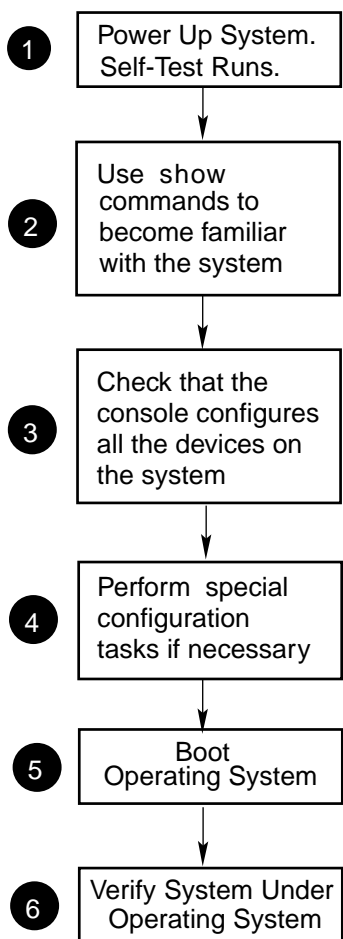 1
Power Up System.
Self-Test Runs.
2
Use show
commands to
become familiar
with the system
3
Check that the
console configures
all the devices on
the system
4
Perform special
configuration
tasks if necessary
5
Boot
Operating System
6
Verify System Under
Operating System